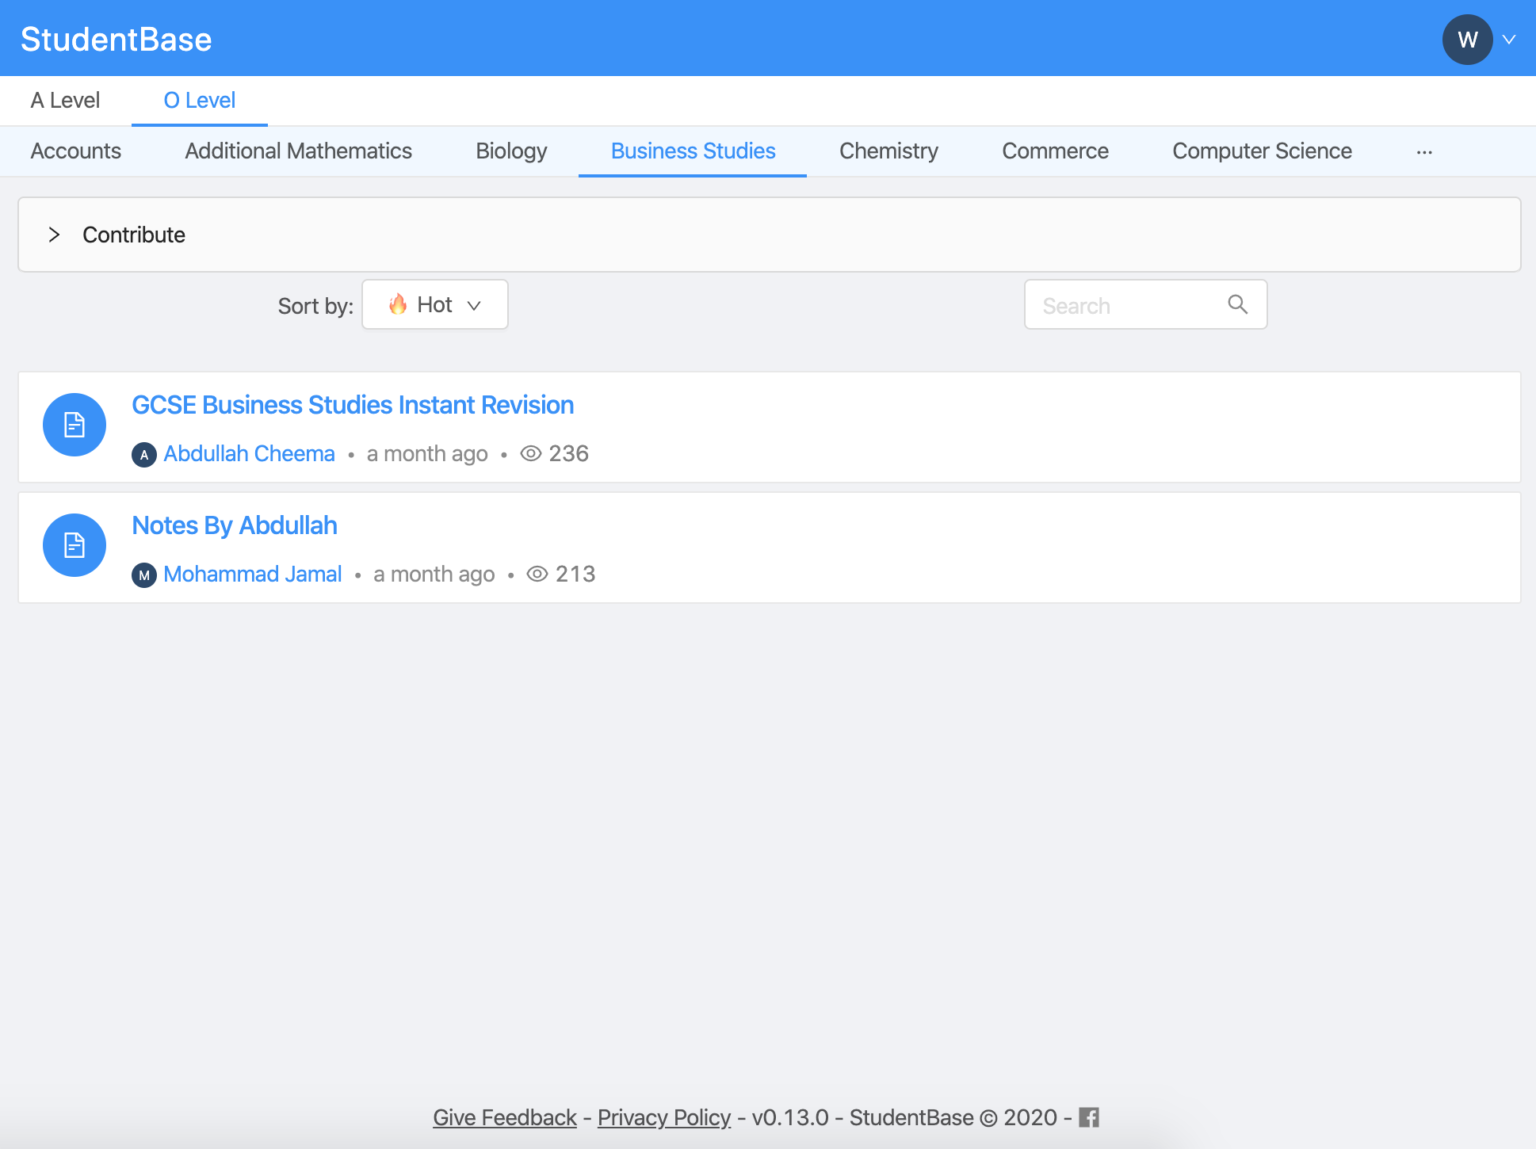 StudentBase
W
A Level O Level
Accounts Additional Mathematics Biology Business Studies Chemistry Commerce Computer Science ...
Contribute
Sort by: 🔥 Hot
Search
GCSE Business Studies Instant Revision
A Abdullah Cheema • a month ago • 236
Notes By Abdullah
M Mohammad Jamal • a month ago • 213
Give Feedback - Privacy Policy - v0.13.0 - StudentBase © 2020 -